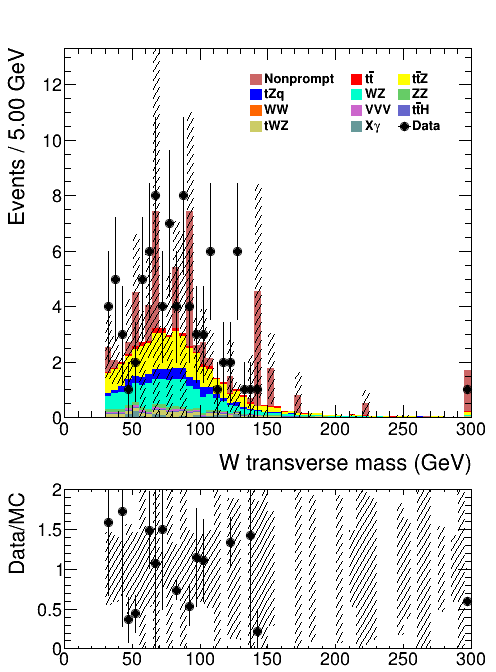 Events / 5.00 GeV
12
10
8
6
4
2
0
Nonprompt tt̄ tt̄Z
tZq WZ ZZ
WW VVV tt̄H
tWZ Xγ Data
0 50 100 150 200 250 300
W transverse mass (GeV)
Data/MC
2
1.5
1
0.5
0
0 50 100 150 200 250 300